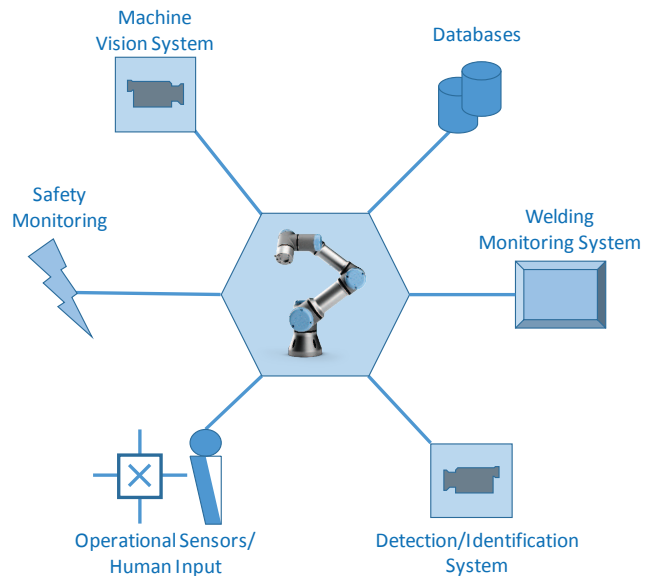 Machine
Vision System
Databases
Safety
Monitoring
Welding
Monitoring System
Operational Sensors/
Human Input
Detection/Identification
System